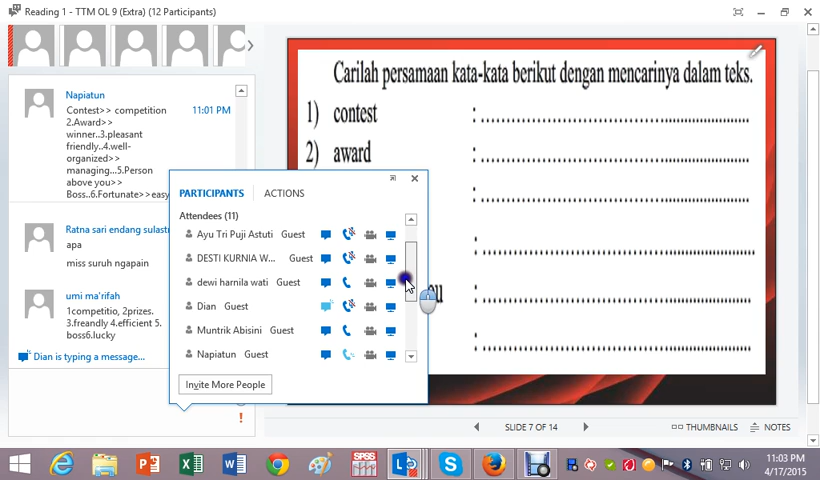 Reading 1 - TTM OL 9 (Extra) (12 Participants)
Napiatun
Contest>> competition
11:01 PM
2.Award>>
winner..3.pleasant
friendly..4.well-
organized>>
managing...5.Person
above you>>
Boss..6.Fortunate>>easy
Ratna sari endang sulastr
apa
miss suruh ngapain
umi ma'rifah
1competitio, 2prizes.
3.freandly 4.efficient 5.
boss6.lucky
Dian is typing a message...
PARTICIPANTS
ACTIONS
Attendees (11)
Ayu Tri Puji Astuti Guest
DESTI KURNIA W... Guest
dewi harnila wati Guest
Dian Guest
Muntrik Abisini Guest
Napiatun Guest
Invite More People
Carilah persamaan kata-kata berikut dengan mencarinya dalam teks.
1) contest : ................................................
2) award : ................................................
: ................................................
: ................................................
ou : ................................................
: ................................................
SLIDE 7 OF 14
THUMBNAILS
NOTES
SPSS
11:03 PM
4/17/2015